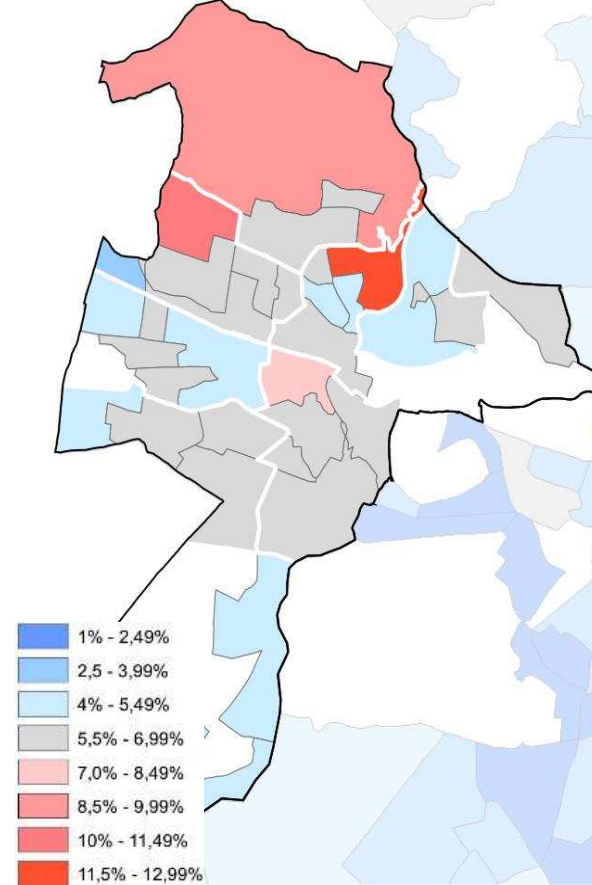 1% - 2,49%
2,5 - 3,99%
4% - 5,49%
5,5% - 6,99%
7,0% - 8,49%
8,5% - 9,99%
10% - 11,49%
11,5% - 12,99%